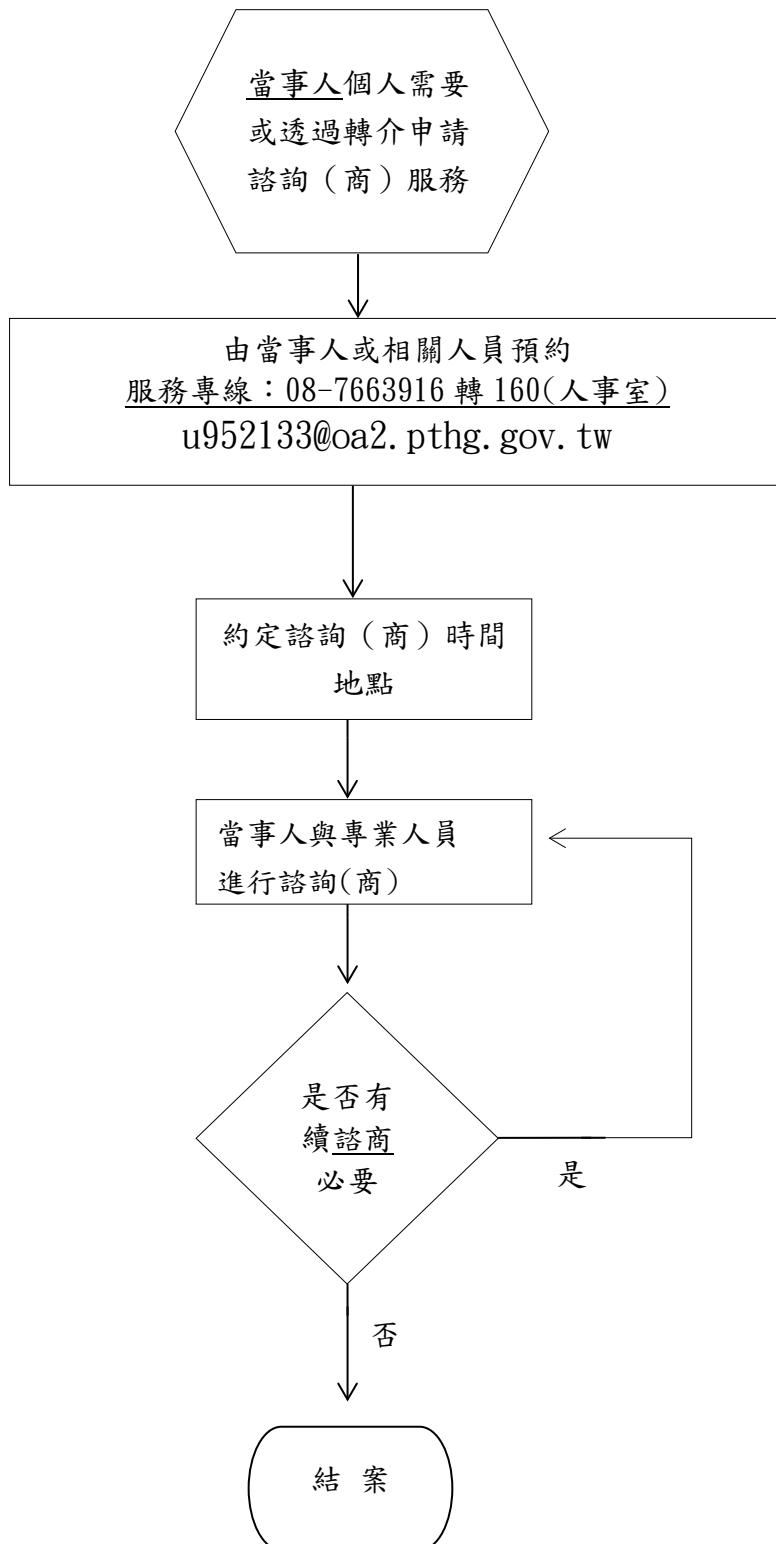 當事人個人需要
或透過轉介申請
諮詢（商）服務
由當事人或相關人員預約
服務專線：08-7663916 轉 160(人事室)
u952133@oa2.pthg.gov.tw
約定諮詢（商）時間
地點
當事人與專業人員
進行諮詢(商)
是否有
續諮商
必要
是
否
結 案